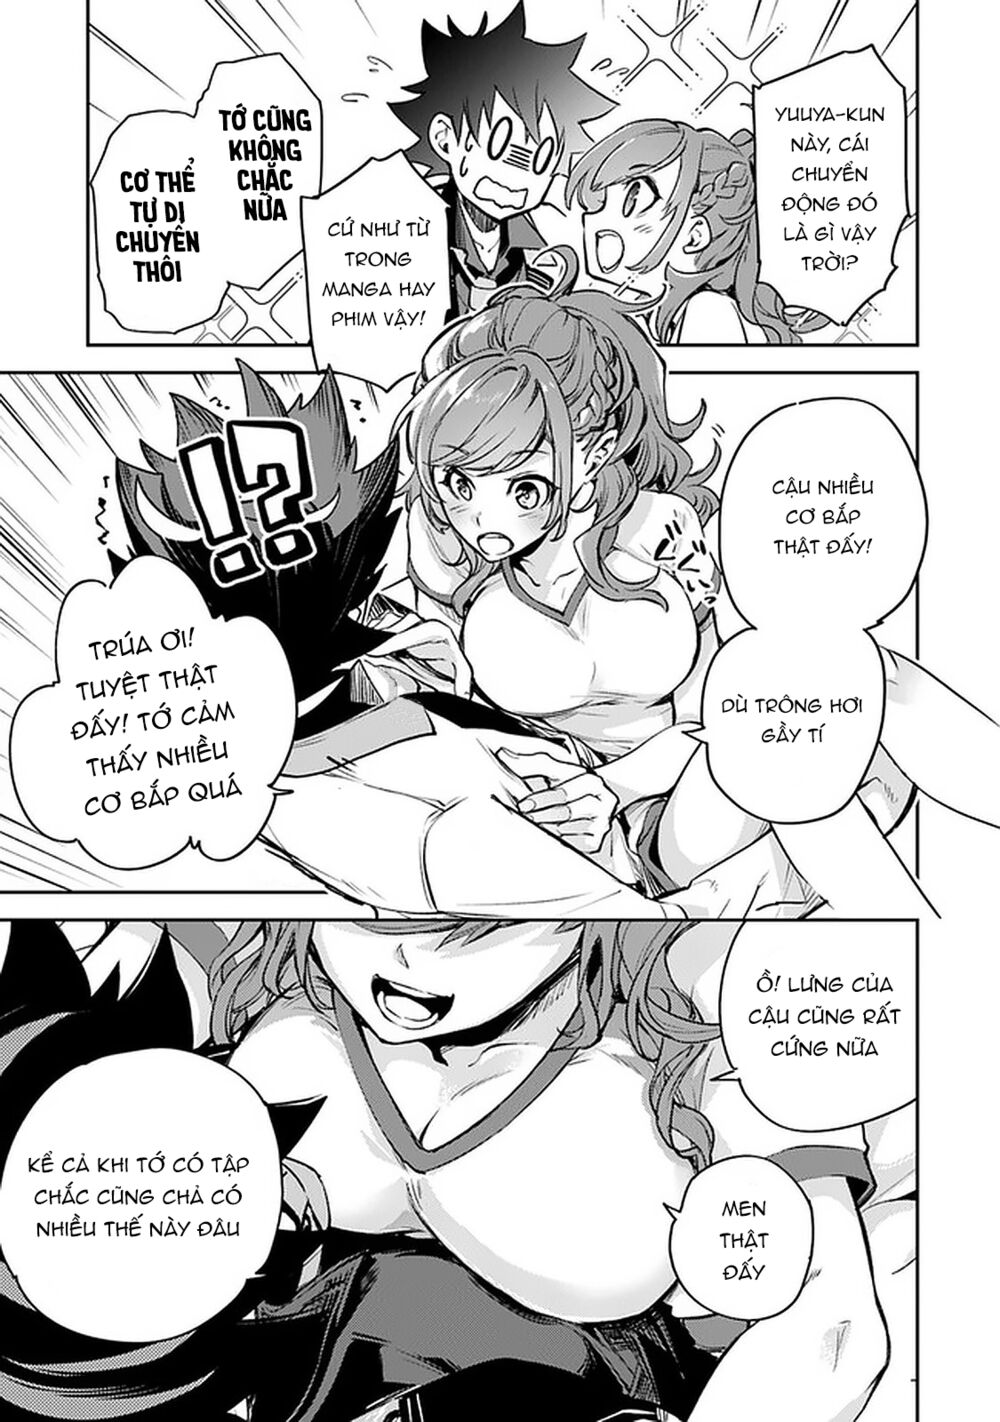 YUUYA-KUN
NÀY, CÁI
CHUYỂN
ĐỘNG ĐÓ
LÀ GÌ VẬY
TRỜI?
CỨ NHƯ TỪ
TRONG
MANGA HAY
PHIM VẬY!
TỚ CŨNG
KHÔNG
CHẮC
NỮA
CƠ THỂ
TỰ DI
CHUYỂN
THÔI
CẬU NHIỀU
CƠ BẮP
THẬT ĐẤY!
DÙ TRÔNG HƠI
GẦY TÍ
!?
TRÚA ƠI!
TUYỆT THẬT
ĐẤY! TỚ CẢM
THẤY NHIỀU
CƠ BẮP QUÁ
Ồ! LƯNG CỦA
CẬU CŨNG RẤT
CỨNG NỮA
MEN
THẬT
ĐẤY
KỂ CẢ KHI TỚ CÓ TẬP
CHẮC CŨNG CHẢ CÓ
NHIỀU THẾ NÀY ĐÂU